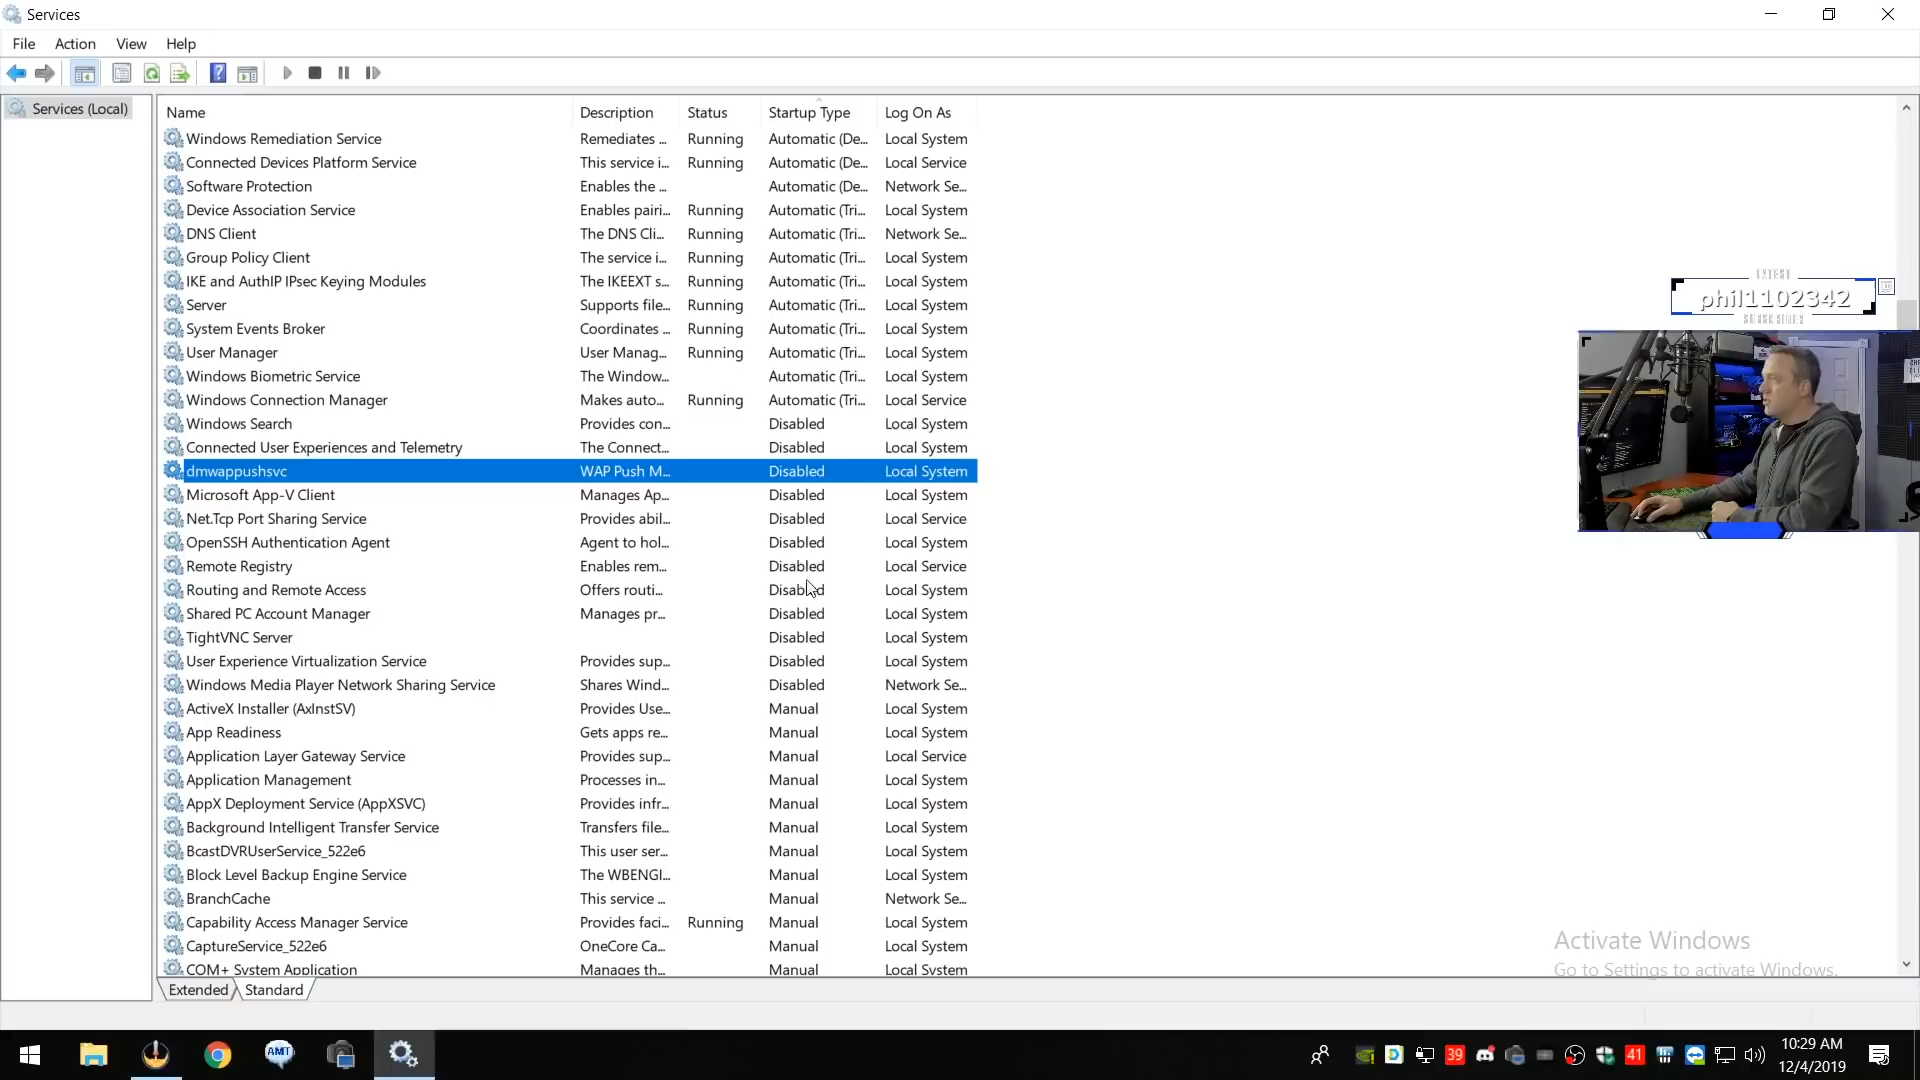 Services
File Action View Help
Services (Local)
Name Description Status Startup Type Log On As
Windows Remediation Service Remediates ... Running Automatic (De... Local System
Connected Devices Platform Service This service i... Running Automatic (De... Local Service
Software Protection Enables the ... Automatic (De... Network Se...
Device Association Service Enables pairi... Running Automatic (Tri... Local System
DNS Client The DNS Cli... Running Automatic (Tri... Network Se...
Group Policy Client The service i... Running Automatic (Tri... Local System
IKE and AuthIP IPsec Keying Modules The IKEEXT s... Running Automatic (Tri... Local System
Server Supports file... Running Automatic (Tri... Local System
System Events Broker Coordinates ... Running Automatic (Tri... Local System
User Manager User Manag... Running Automatic (Tri... Local System
Windows Biometric Service The Window... Automatic (Tri... Local System
Windows Connection Manager Makes auto... Running Automatic (Tri... Local Service
Windows Search Provides con... Disabled Local System
Connected User Experiences and Telemetry The Connect... Disabled Local System
dmwappushsvc WAP Push M... Disabled Local System
Microsoft App-V Client Manages Ap... Disabled Local System
Net.Tcp Port Sharing Service Provides abil... Disabled Local Service
OpenSSH Authentication Agent Agent to hol... Disabled Local System
Remote Registry Enables rem... Disabled Local Service
Routing and Remote Access Offers routi... Disabled Local System
Shared PC Account Manager Manages pr... Disabled Local System
TightVNC Server Disabled Local System
User Experience Virtualization Service Provides sup... Disabled Local System
Windows Media Player Network Sharing Service Shares Wind... Disabled Network Se...
ActiveX Installer (AxInstSV) Provides Use... Manual Local System
App Readiness Gets apps re... Manual Local System
Application Layer Gateway Service Provides sup... Manual Local Service
Application Management Processes in... Manual Local System
AppX Deployment Service (AppXSVC) Provides infr... Manual Local System
Background Intelligent Transfer Service Transfers file... Manual Local System
BcastDVRUserService_522e6 This user ser... Manual Local System
Block Level Backup Engine Service The WBENGI... Manual Local System
BranchCache This service ... Manual Network Se...
Capability Access Manager Service Provides faci... Running Manual Local System
CaptureService_522e6 OneCore Ca... Manual Local System
COM+ System Application Manages th... Manual Local System
Extended Standard
LATEST
phil1102342
SUBSCRIBER
Activate Windows
Go to Settings to activate Windows.
AMT
39
41
10:29 AM
12/4/2019